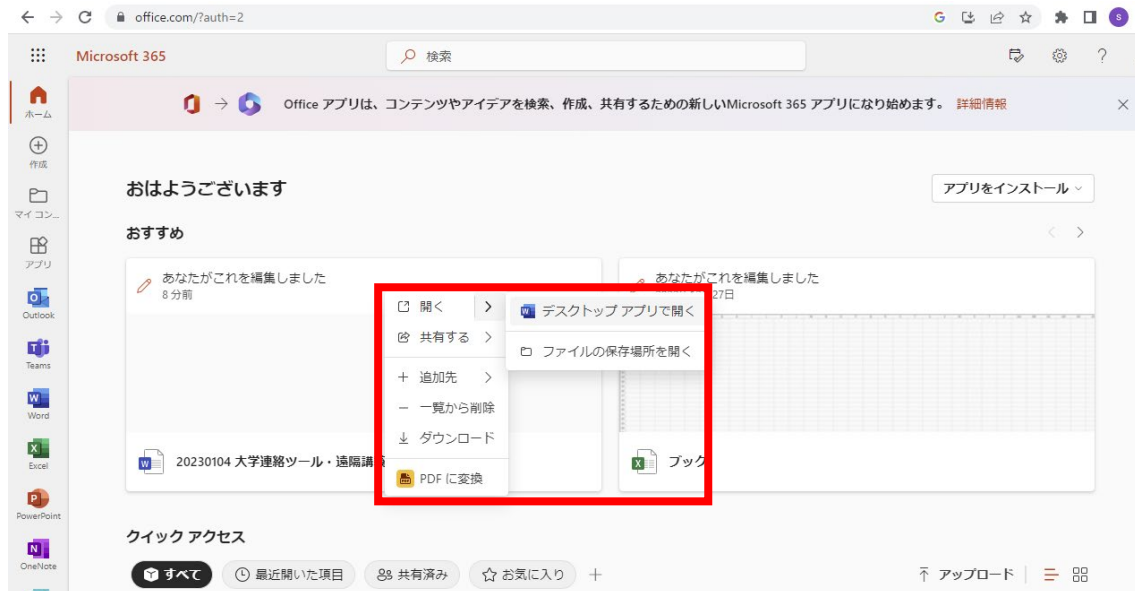 office.com/?auth=2
Microsoft 365
検索
ホーム
作成
マイ コン...
アプリ
Outlook
Teams
Word
Excel
PowerPoint
OneNote
Office アプリは、コンテンツやアイデアを検索、作成、共有するための新しいMicrosoft 365 アプリになり始めます。 詳細情報
おはようございます
アプリをインストール
おすすめ
あなたがこれを編集しました
8 分前
あなたがこれを編集しました
27日
開く
共有する
追加先
一覧から削除
ダウンロード
PDF に変換
デスクトップ アプリで開く
ファイルの保存場所を開く
20230104 大学連絡ツール・遠隔講
ブック
クイック アクセス
すべて
最近開いた項目
共有済み
お気に入り
アップロード